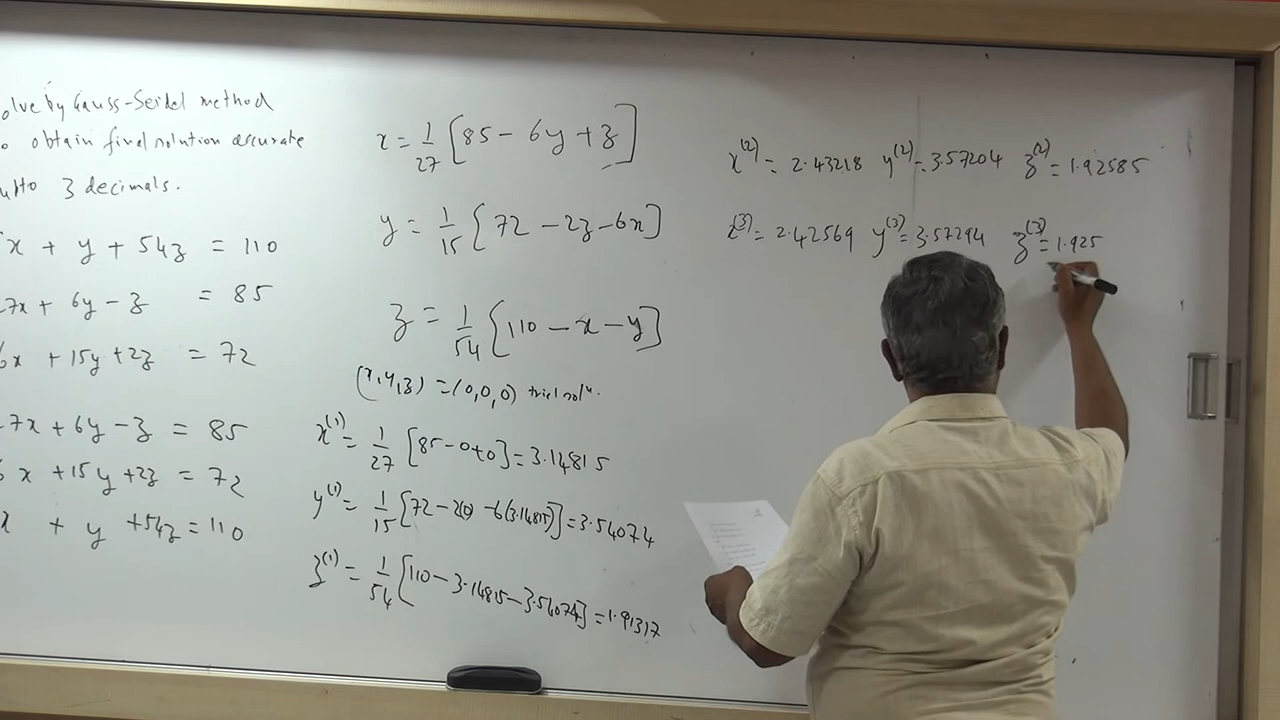 olve by Gauss-Seidel method
o obtain final solution accurate
upto 3 decimals.
x + y + 54z = 110
7x + 6y - z = 85
6x + 15y + 2z = 72
7x + 6y - z = 85
6x + 15y + 2z = 72
x + y + 54z = 110
x = 1/27 [85 - 6y + z]
y = 1/15 [72 - 2z - 6x]
z = 1/54 [110 - x - y]
(x, y, z) = (0, 0, 0) trial solⁿ.
x⁽¹⁾ = 1/27 [85 - 0 + 0] = 3.14815
y⁽¹⁾ = 1/15 [72 - 2(0) - 6(3.14815)] = 3.54074
z⁽¹⁾ = 1/54 [110 - 3.14815 - 3.54074] = 1.91317
x⁽²⁾ = 2.43218 y⁽²⁾ = 3.57204 z⁽²⁾ = 1.92585
x⁽³⁾ = 2.42569 y⁽³⁾ = 3.57294 z⁽³⁾ = 1.925